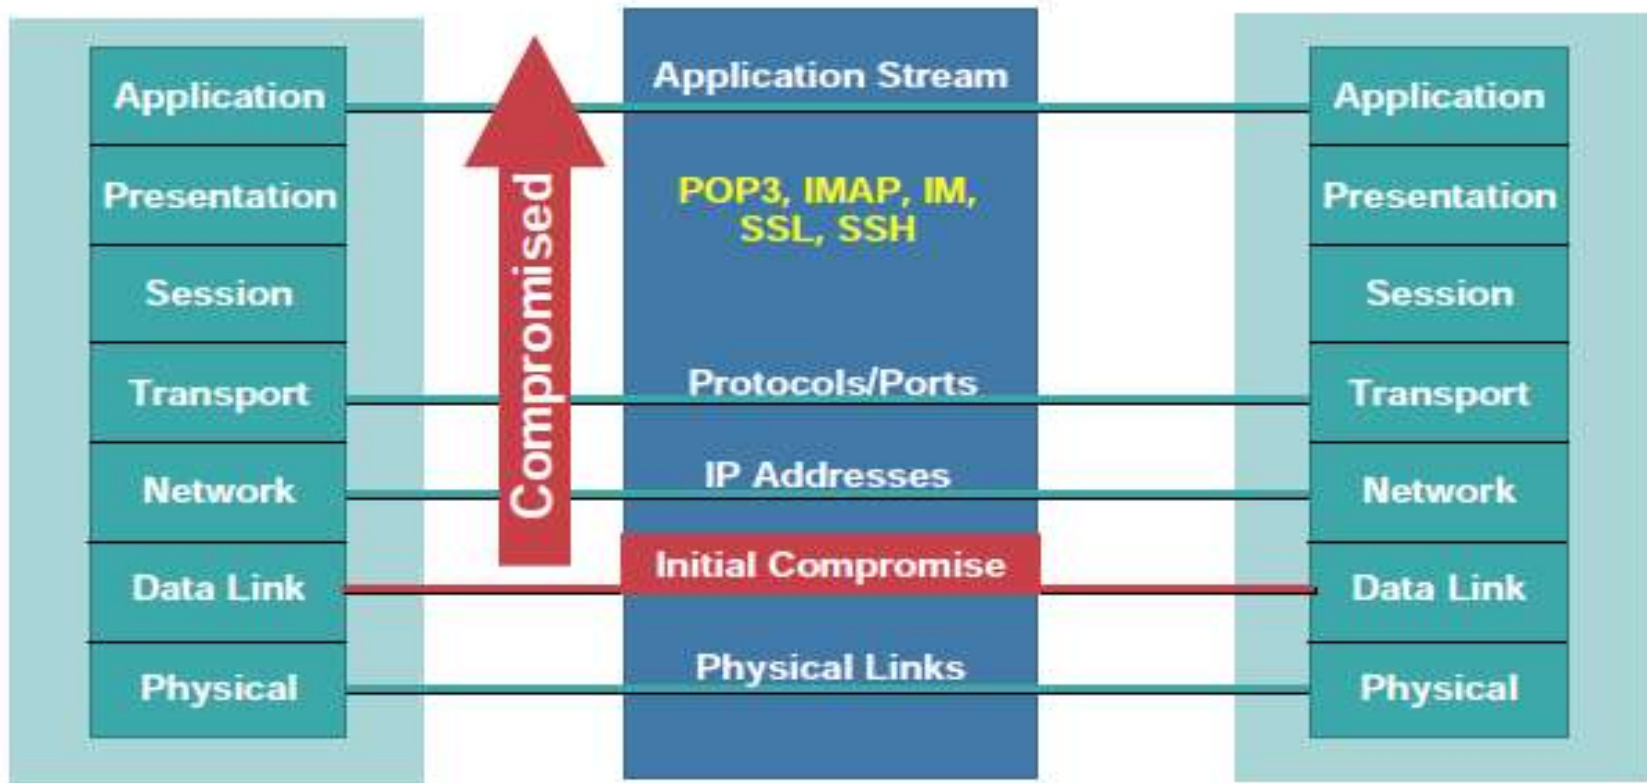 Application
Presentation
Session
Transport
Network
Data Link
Physical
Compromised
Application Stream
POP3, IMAP, IM,
SSL, SSH
Protocols/Ports
IP Addresses
Initial Compromise
Physical Links
Application
Presentation
Session
Transport
Network
Data Link
Physical